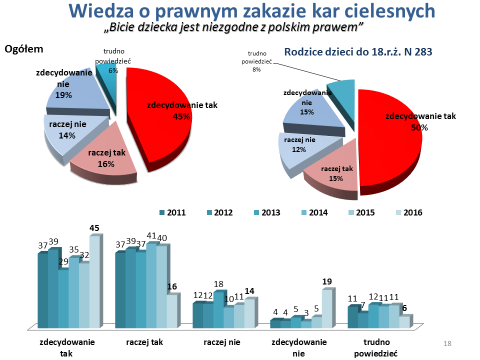 Wiedza o prawnym zakazie kar cielesnych
„Bicie dziecka jest niezgodne z polskim prawem”
Ogółem
trudno
powiedzieć
6%
zdecydowanie
nie
19%
zdecydowanie tak
45%
raczej nie
14%
raczej tak
16%
Rodzice dzieci do 18.r.ż. N 283
trudno
powiedzieć
8%
zdecydowanie
nie
15%
zdecydowanie tak
50%
raczej nie
12%
raczej tak
15%
2011 2012 2013 2014 2015 2016
37 39 29 35 32 45
37 39 37 41 40 16
12 12 18 10 11 14
4 4 5 3 5 19
11 7 12 11 11 6
zdecydowanie
tak
raczej tak
raczej nie
zdecydowanie
nie
trudno
powiedzieć
18